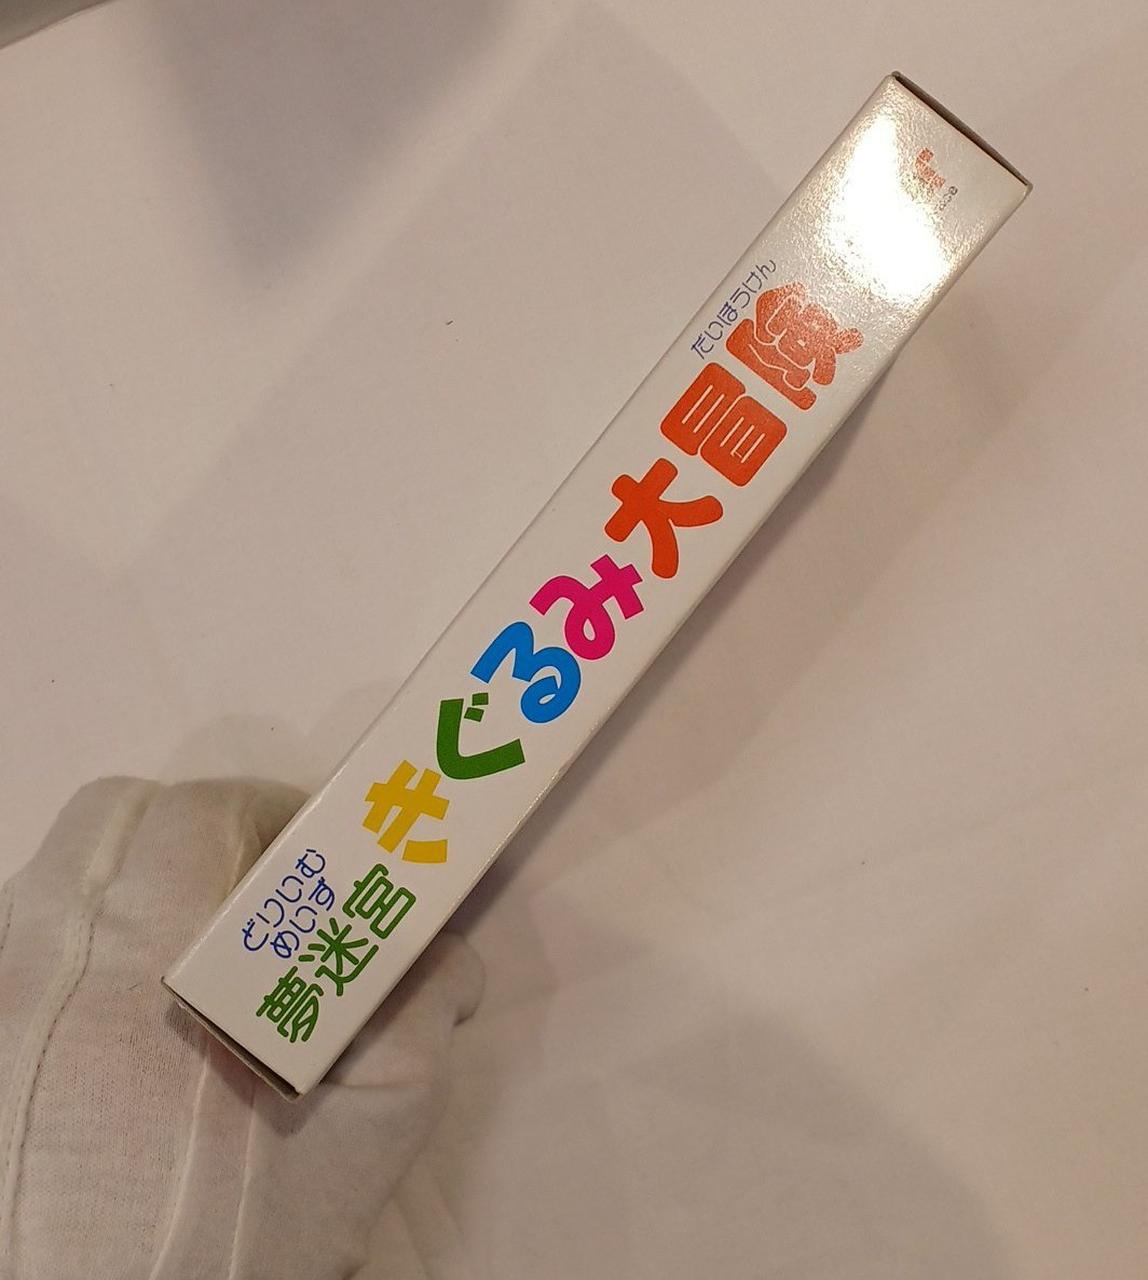 どりいむ
めいず
夢迷宮
きぐるみ大冒険
だいぼうけん